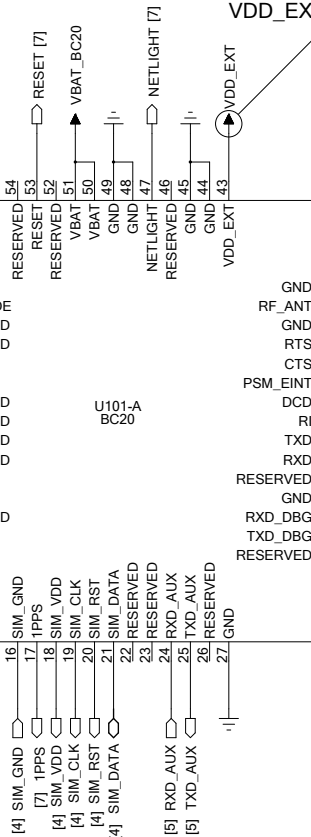 VDD_EX
RESET [7]
VBAT_BC20
NETLIGHT [7]
VDD_EXT
54
53
52
51
50
49
48
47
46
45
44
43
RESERVED
RESET
RESERVED
VBAT
VBAT
GND
GND
NETLIGHT
RESERVED
GND
GND
VDD_EXT
DE
D
D
D
D
D
D
D
U101-A
BC20
GND
RF_ANT
GND
RTS
CTS
PSM_EINT
DCD
RI
TXD
RXD
RESERVED
GND
RXD_DBG
TXD_DBG
RESERVED
SIM_GND
1PPS
SIM_VDD
SIM_CLK
SIM_RST
SIM_DATA
RESERVED
RESERVED
RXD_AUX
TXD_AUX
RESERVED
GND
16
17
18
19
20
21
22
23
24
25
26
27
[4] SIM_GND
[7] 1PPS
[4] SIM_VDD
[4] SIM_CLK
[4] SIM_RST
[4] SIM_DATA
[5] RXD_AUX
[5] TXD_AUX